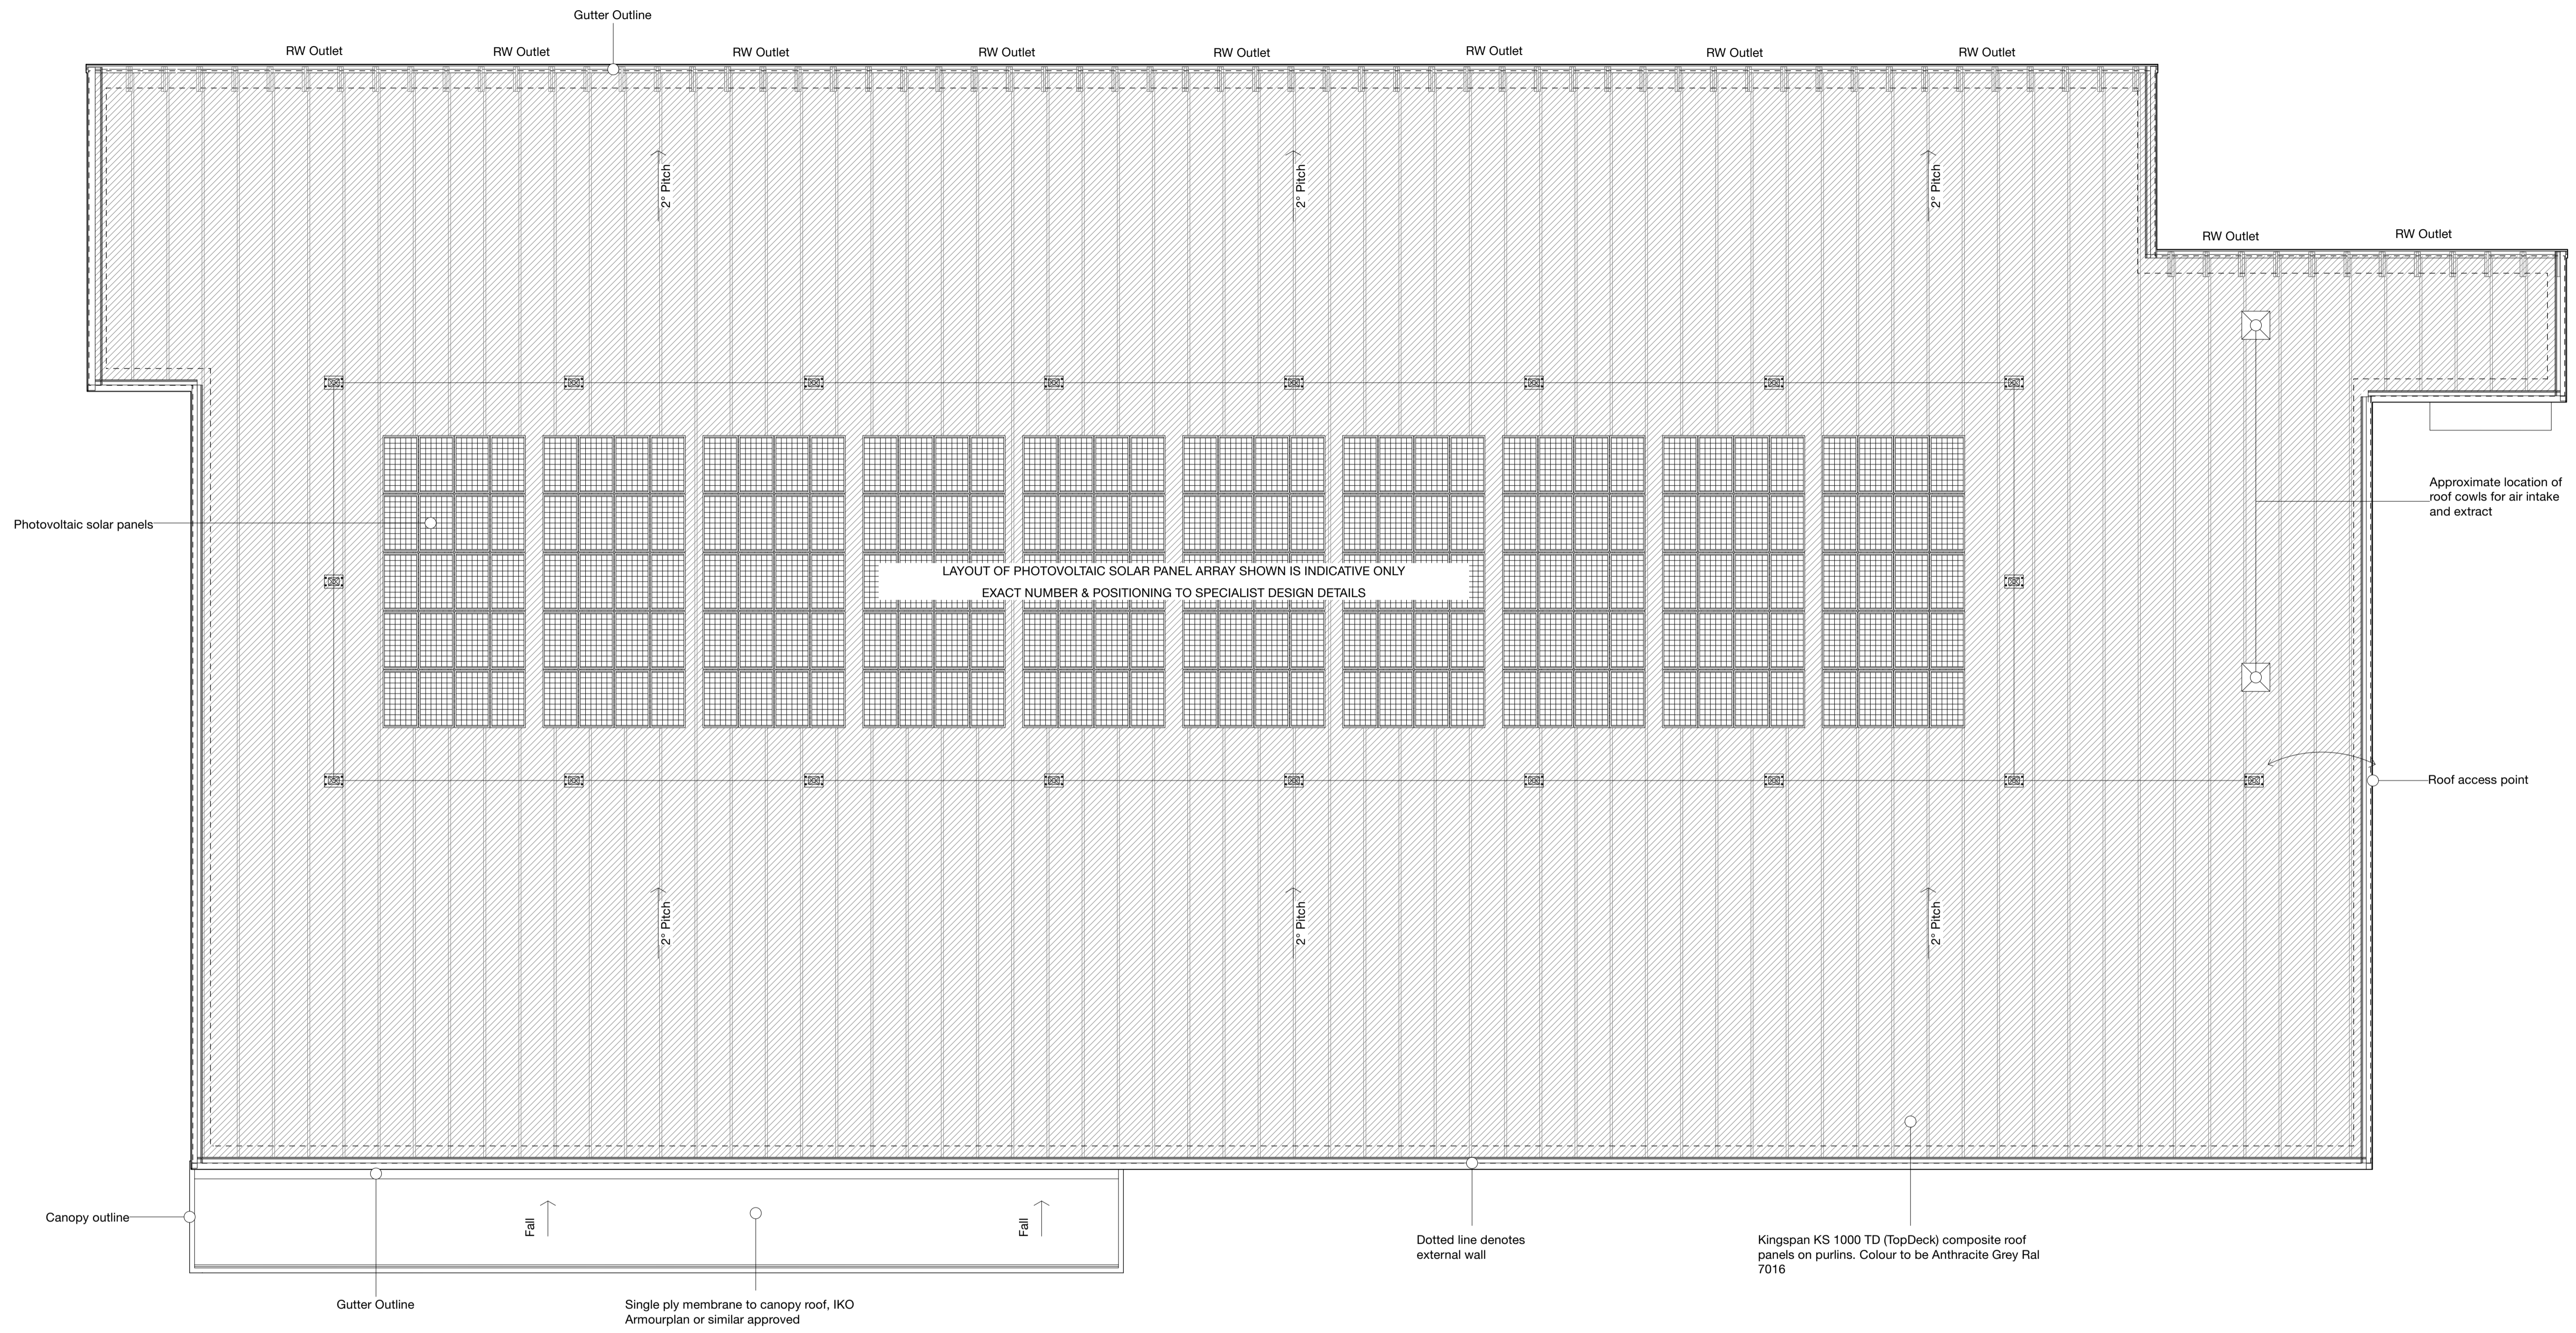 Gutter Outline
RW Outlet
RW Outlet
RW Outlet
RW Outlet
RW Outlet
RW Outlet
RW Outlet
RW Outlet
2° Pitch
2° Pitch
2° Pitch
RW Outlet
RW Outlet
Approximate location of
roof cowls for air intake
and extract
Photovoltaic solar panels
LAYOUT OF PHOTOVOLTAIC SOLAR PANEL ARRAY SHOWN IS INDICATIVE ONLY
EXACT NUMBER & POSITIONING TO SPECIALIST DESIGN DETAILS
Roof access point
2° Pitch
2° Pitch
2° Pitch
Canopy outline
Fall
Fall
Dotted line denotes
external wall
Kingspan KS 1000 TD (TopDeck) composite roof
panels on purlins. Colour to be Anthracite Grey Ral
7016
Gutter Outline
Single ply membrane to canopy roof, IKO
Armourplan or similar approved